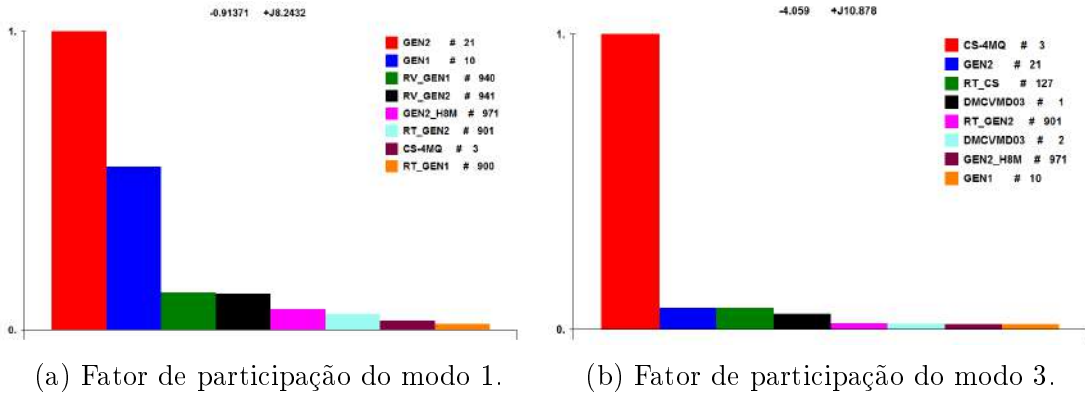 -0.91371 +J8.2432
1.
GEN2 # 21
GEN1 # 10
RV_GEN1 # 940
RV_GEN2 # 941
GEN2_H8M # 971
RT_GEN2 # 901
CS-4MQ # 3
RT_GEN1 # 900
0.
(a) Fator de participação do modo 1.
-4.059 +J10.878
1.
CS-4MQ # 3
GEN2 # 21
RT_CS # 127
DMCVMD03 # 1
RT_GEN2 # 901
DMCVMD03 # 2
GEN2_H8M # 971
GEN1 # 10
0.
(b) Fator de participação do modo 3.